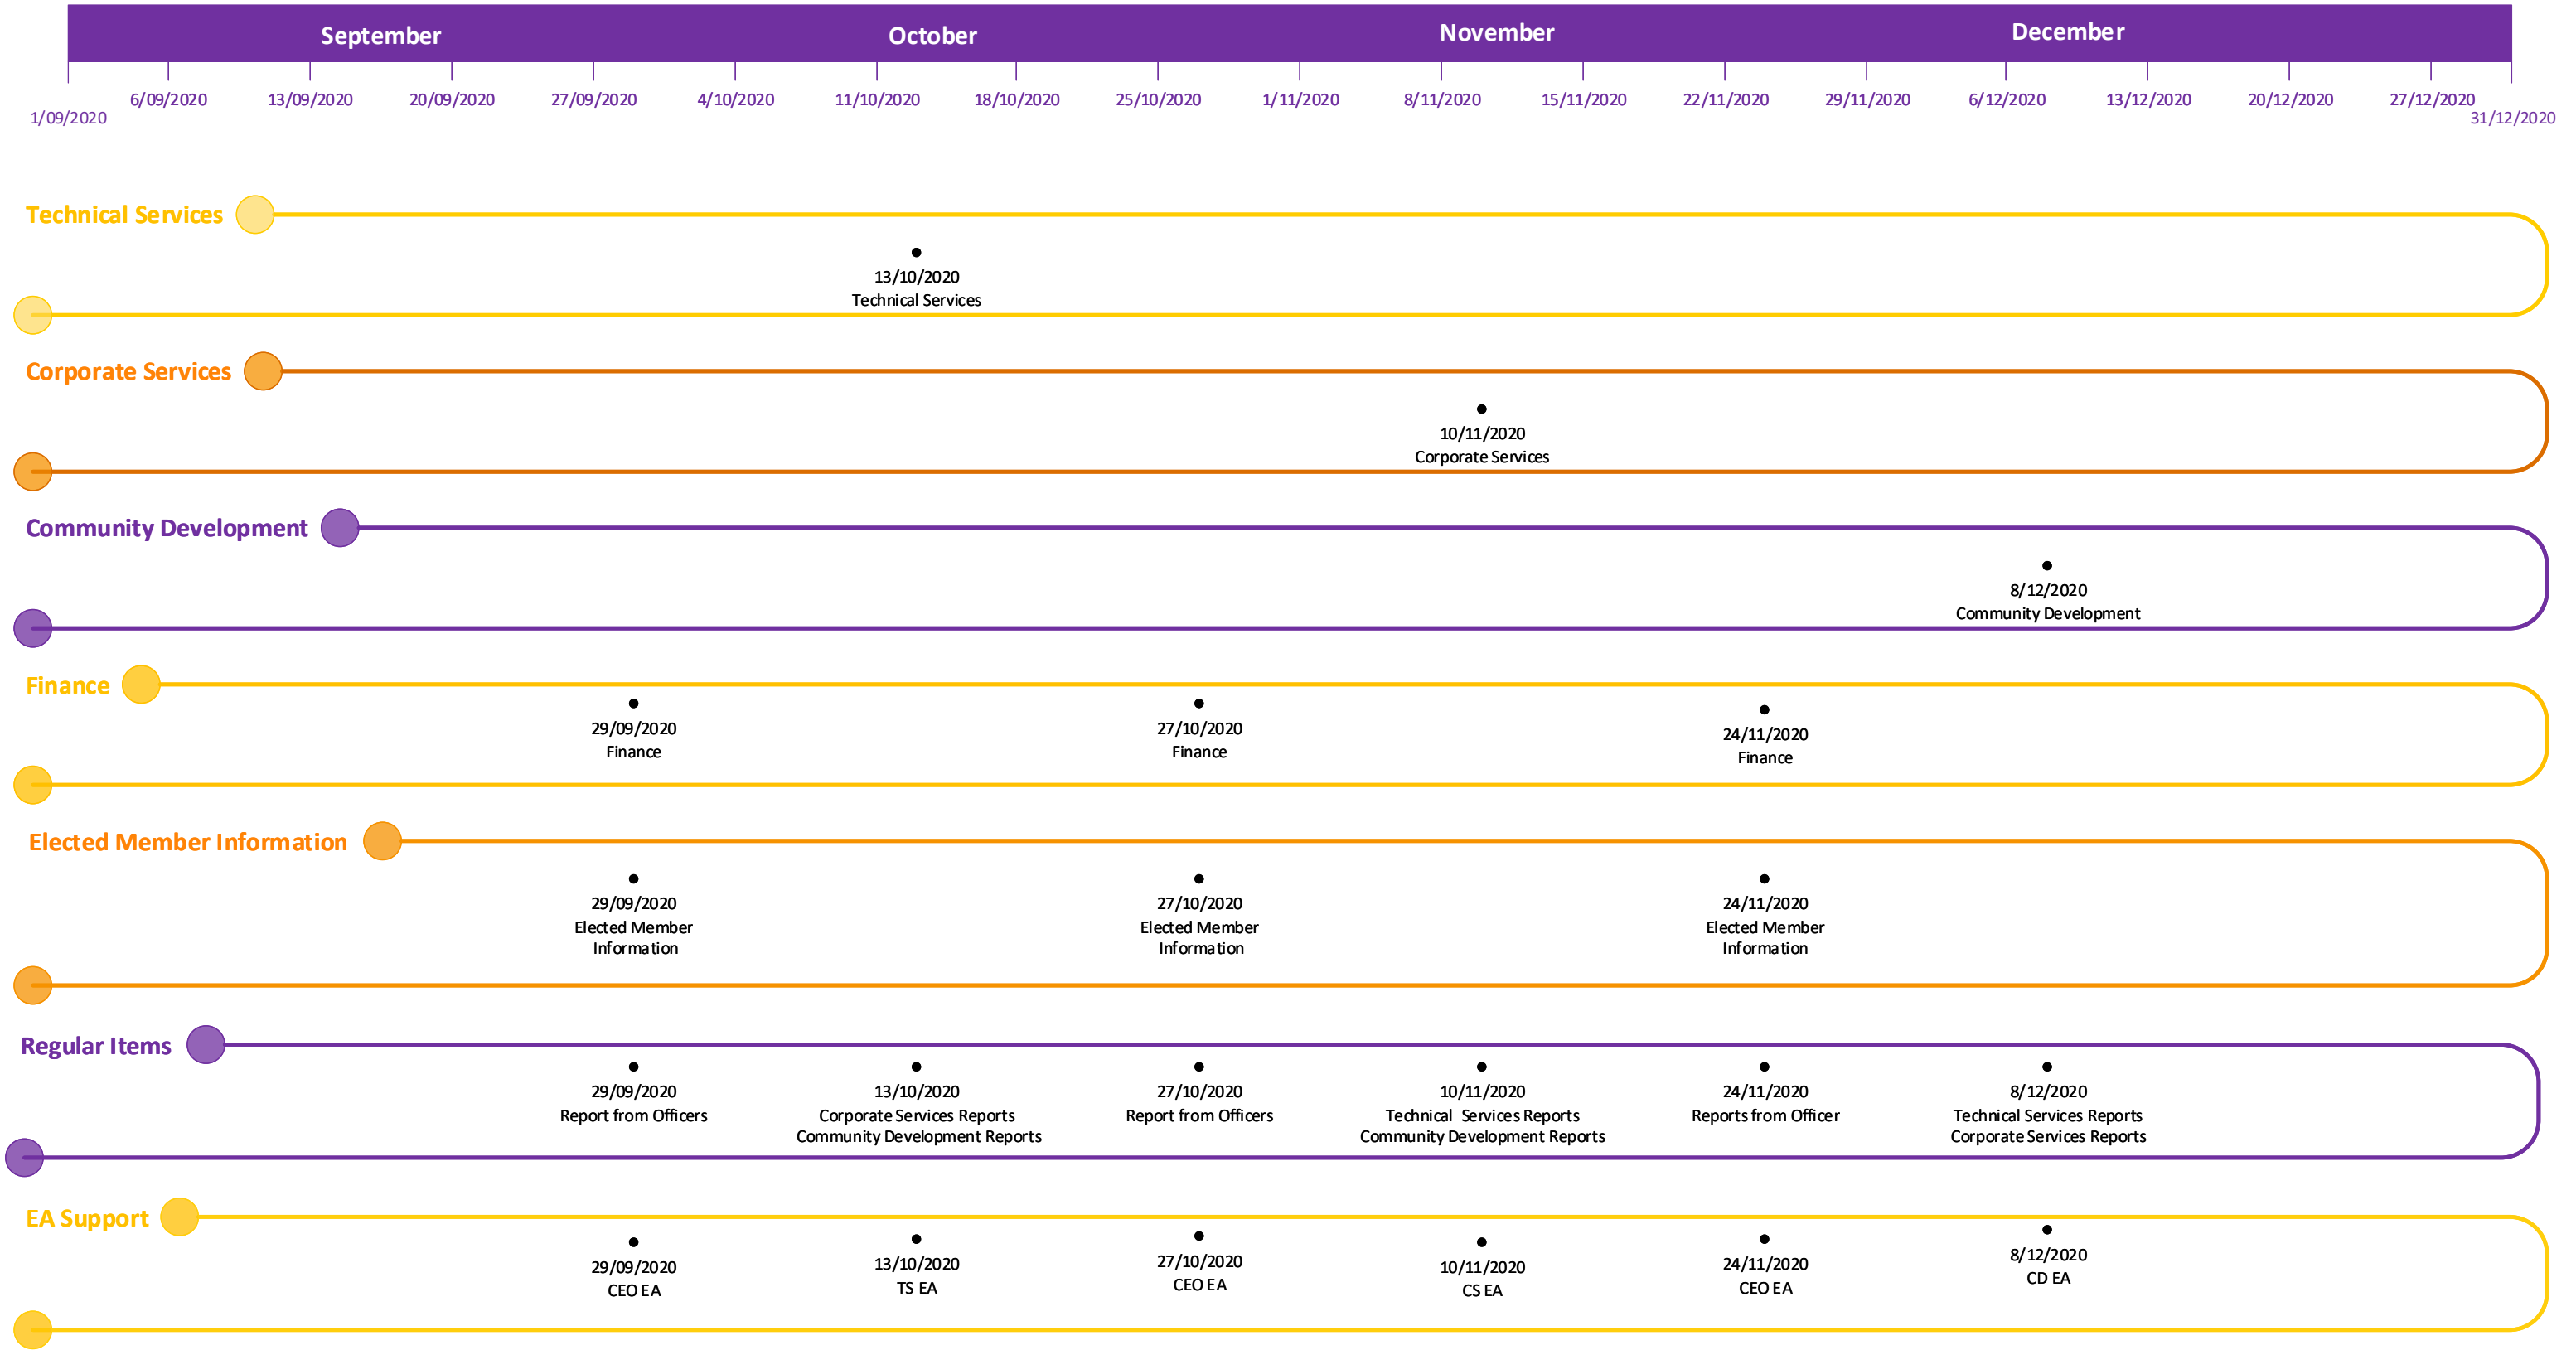 September
October
November
December
6/09/2020
13/09/2020
20/09/2020
27/09/2020
4/10/2020
11/10/2020
18/10/2020
25/10/2020
1/11/2020
8/11/2020
15/11/2020
22/11/2020
29/11/2020
6/12/2020
13/12/2020
20/12/2020
27/12/2020
1/09/2020
31/12/2020
Technical Services
13/10/2020
Technical Services
Corporate Services
10/11/2020
Corporate Services
Community Development
8/12/2020
Community Development
Finance
29/09/2020
Finance
27/10/2020
Finance
24/11/2020
Finance
Elected Member Information
29/09/2020
Elected Member
Information
27/10/2020
Elected Member
Information
24/11/2020
Elected Member
Information
Regular Items
29/09/2020
Report from Officers
13/10/2020
Corporate Services Reports
Community Development Reports
27/10/2020
Report from Officers
10/11/2020
Technical  Services Reports
Community Development Reports
24/11/2020
Reports from Officer
8/12/2020
Technical Services Reports
Corporate Services Reports
EA Support
29/09/2020
CEO EA
13/10/2020
TS EA
27/10/2020
CEO EA
10/11/2020
CS EA
24/11/2020
CEO EA
8/12/2020
CD EA